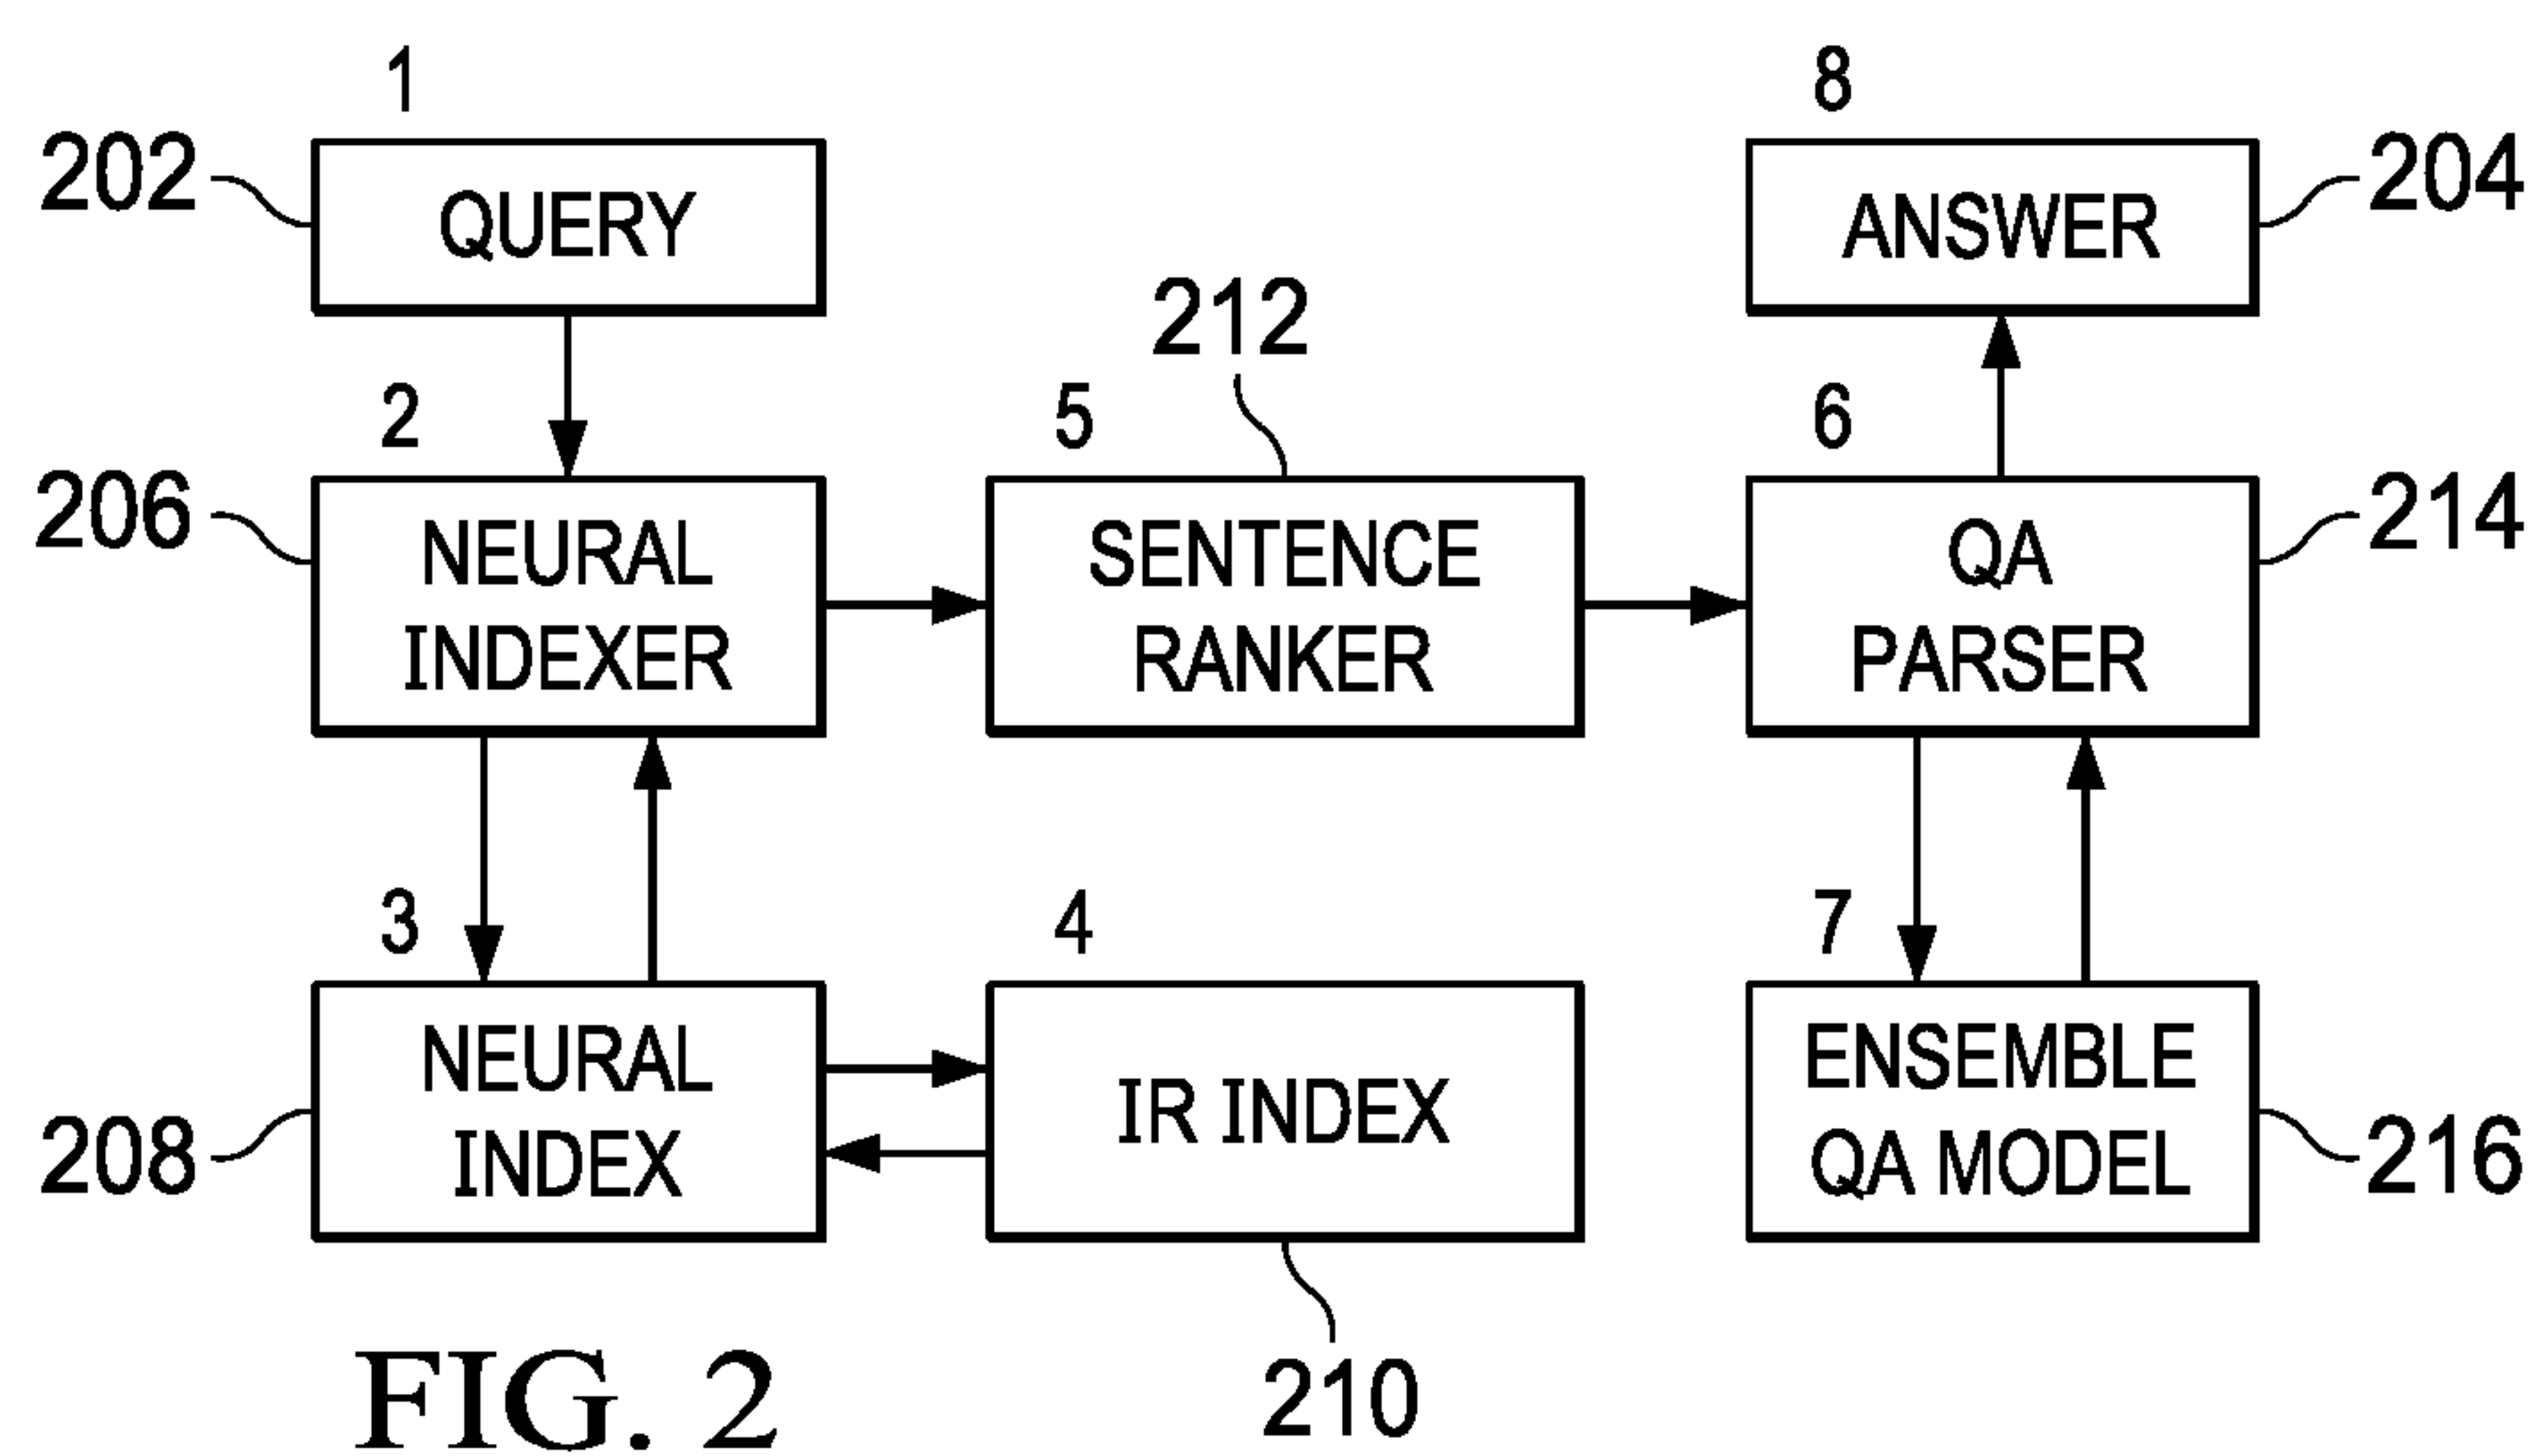 1
8
202
QUERY
ANSWER
204
212
2
5
6
206
NEURAL
INDEXER
SENTENCE
RANKER
QA
PARSER
214
3
4
7
208
NEURAL
INDEX
IR INDEX
ENSEMBLE
QA MODEL
216
210
FIG. 2